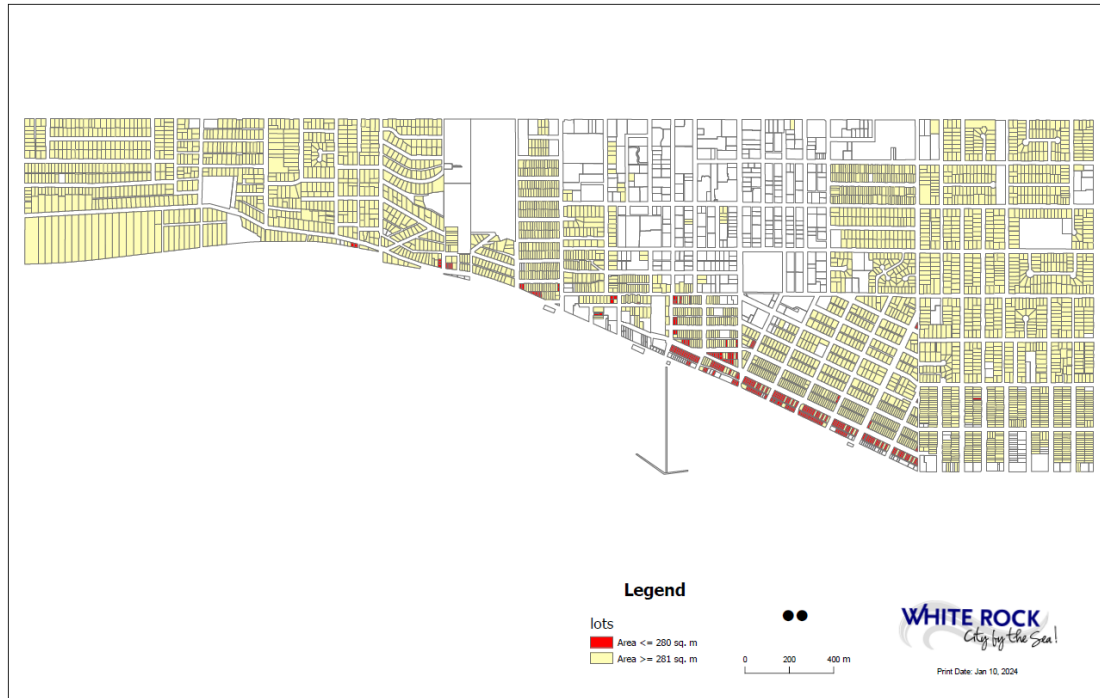 Legend
lots
Area <= 280 sq. m
Area >= 281 sq. m
0 200 400 m
WHITE ROCK
City by the Sea!
Print Date: Jan 10, 2024